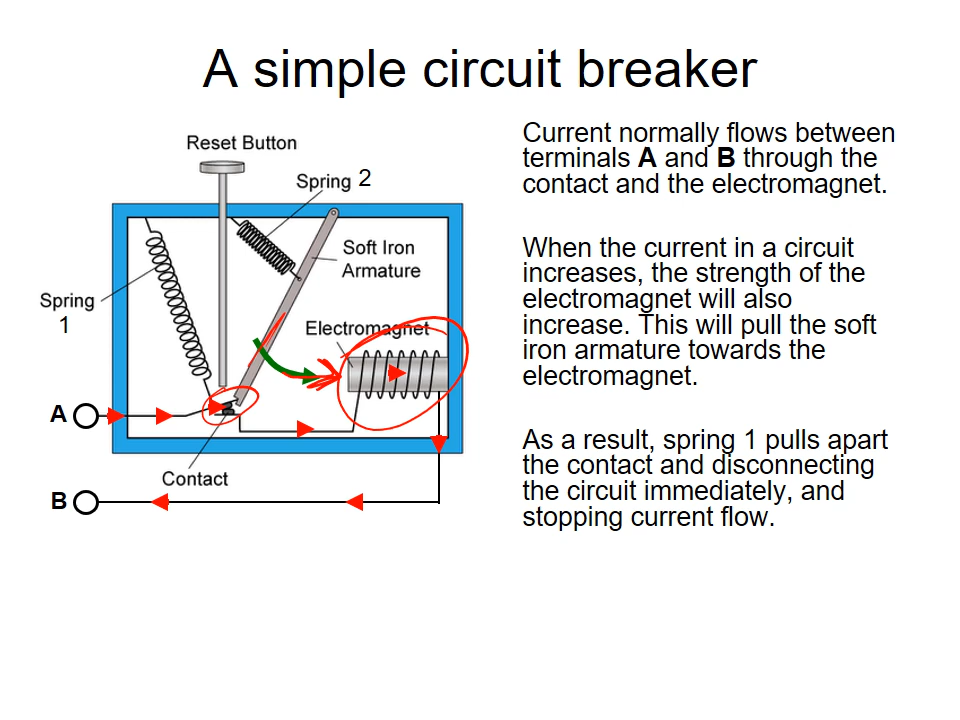 A simple circuit breaker
Reset Button
Spring 2
Soft Iron
Armature
Spring
1
Electromagnet
A
Contact
B
Current normally flows between
terminals A and B through the
contact and the electromagnet.
When the current in a circuit
increases, the strength of the
electromagnet will also
increase. This will pull the soft
iron armature towards the
electromagnet.
As a result, spring 1 pulls apart
the contact and disconnecting
the circuit immediately, and
stopping current flow.